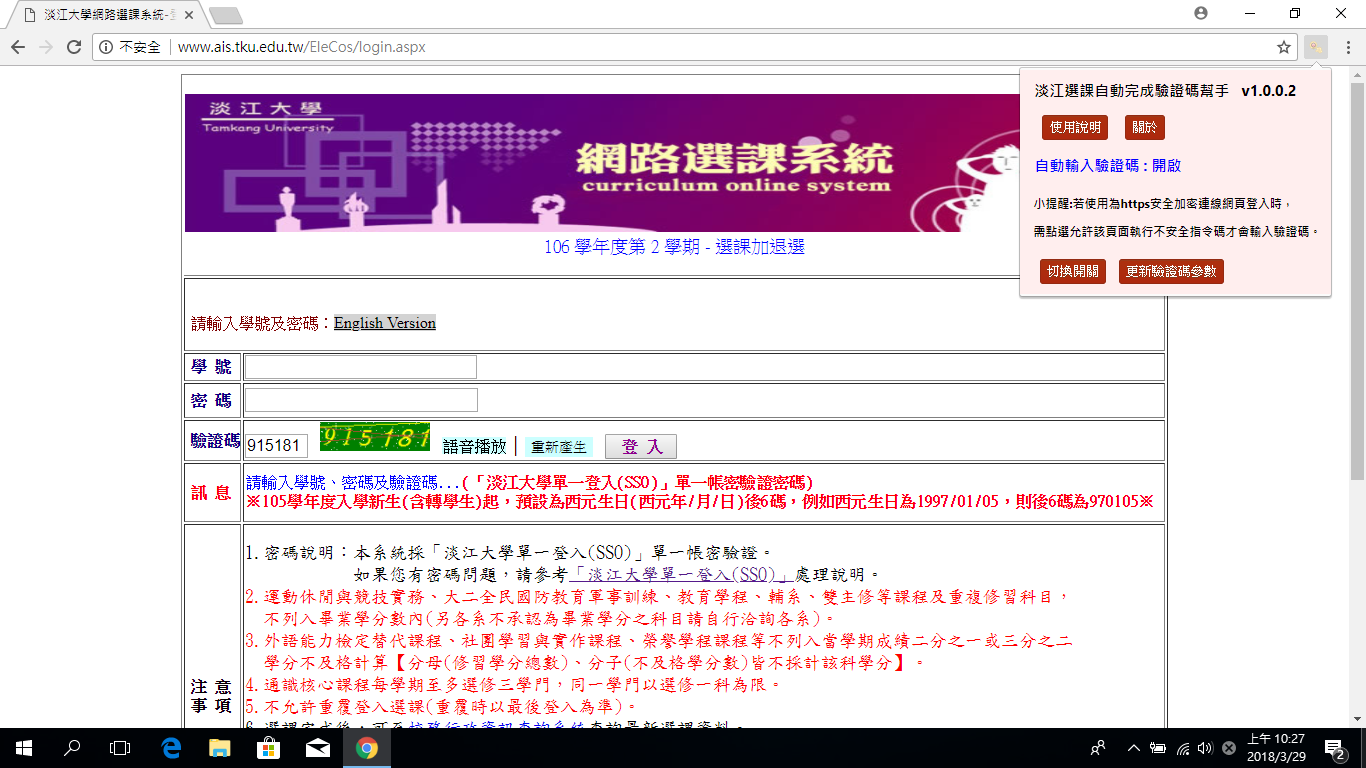 淡江大學網路選課系統-
不安全 www.ais.tku.edu.tw/EleCos/login.aspx
淡江大學
Tamkang University
網路選課系統
curriculum online system
淡江選課自動完成驗證碼幫手 v1.0.0.2
使用說明 關於
自動輸入驗證碼 : 開啟
小提醒:若使用為https安全加密連線網頁登入時，
需點選允許該頁面執行不安全指令碼才會輸入驗證碼。
切換開關 更新驗證碼參數
106 學年度第 2 學期 - 選課加退選
請輸入學號及密碼：English Version
學 號
密 碼
驗證碼 915181 915181 語音播放 | 重新產生 登 入
訊 息 請輸入學號、密碼及驗證碼...(「淡江大學單一登入(SSO)」單一帳密驗證密碼)
※105學年度入學新生(含轉學生)起，預設為西元生日(西元年/月/日)後6碼，例如西元生日為1997/01/05，則後6碼為970105※
注 意
事 項
1.密碼說明：本系統採「淡江大學單一登入(SSO)」單一帳密驗證。
如果您有密碼問題，請參考「淡江大學單一登入(SSO)」處理說明。
2.運動休閒與競技實務、大二全民國防教育軍事訓練、教育學程、輔系、雙主修等課程及重複修習科目，
不列入畢業學分數內(另各系不承認為畢業學分之科目請自行洽詢各系)。
3.外語能力檢定替代課程、社團學習與實作課程、榮譽學程課程等不列入當學期成績二分之一或三分之二
學分不及格計算【分母(修習學分總數)、分子(不及格學分數)皆不採計該科學分】。
4.通識核心課程每學期至多選修三學門，同一學門以選修一科為限。
5.不允許重覆登入選課(重覆時以最後登入為準)。
6.選課完成後，可至校務行政資訊查詢系統查詢最新選課資料。
上午 10:27
2018/3/29
2